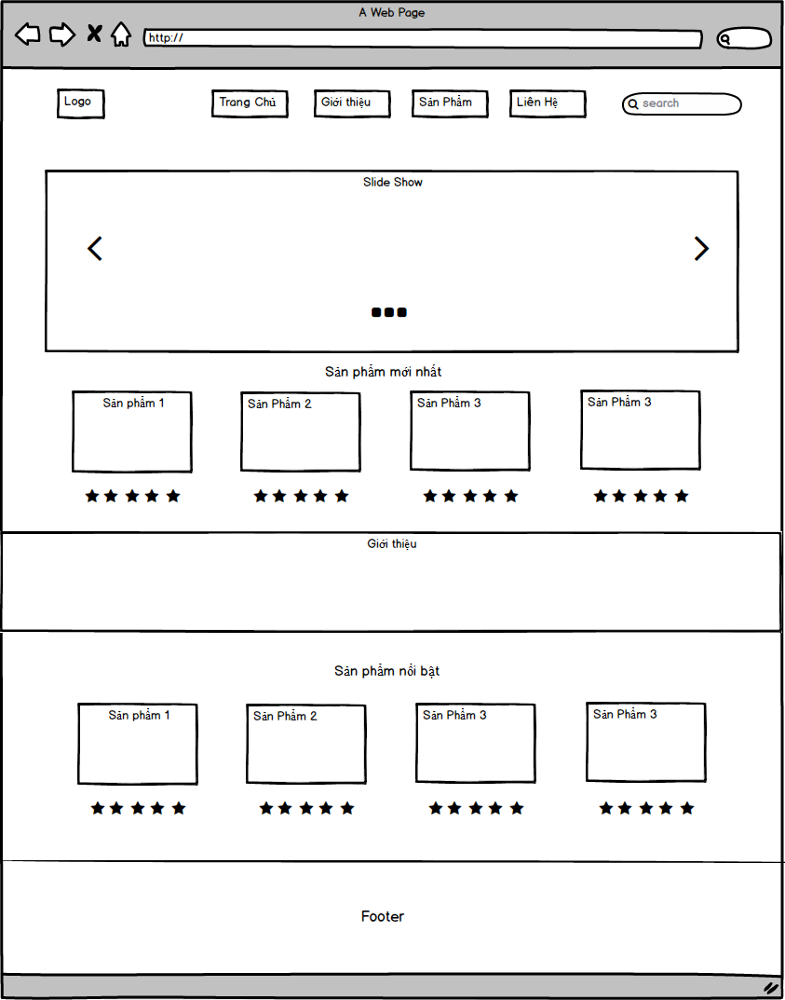 A Web Page
http://
Logo
Trang Chủ
Giới thiệu
Sản Phẩm
Liên Hệ
search
Slide Show
Sản phẩm mới nhất
Sản phẩm 1
Sản Phẩm 2
Sản Phẩm 3
Sản Phẩm 3
Giới thiệu
Sản phẩm nổi bật
Sản phẩm 1
Sản Phẩm 2
Sản Phẩm 3
Sản Phẩm 3
Footer